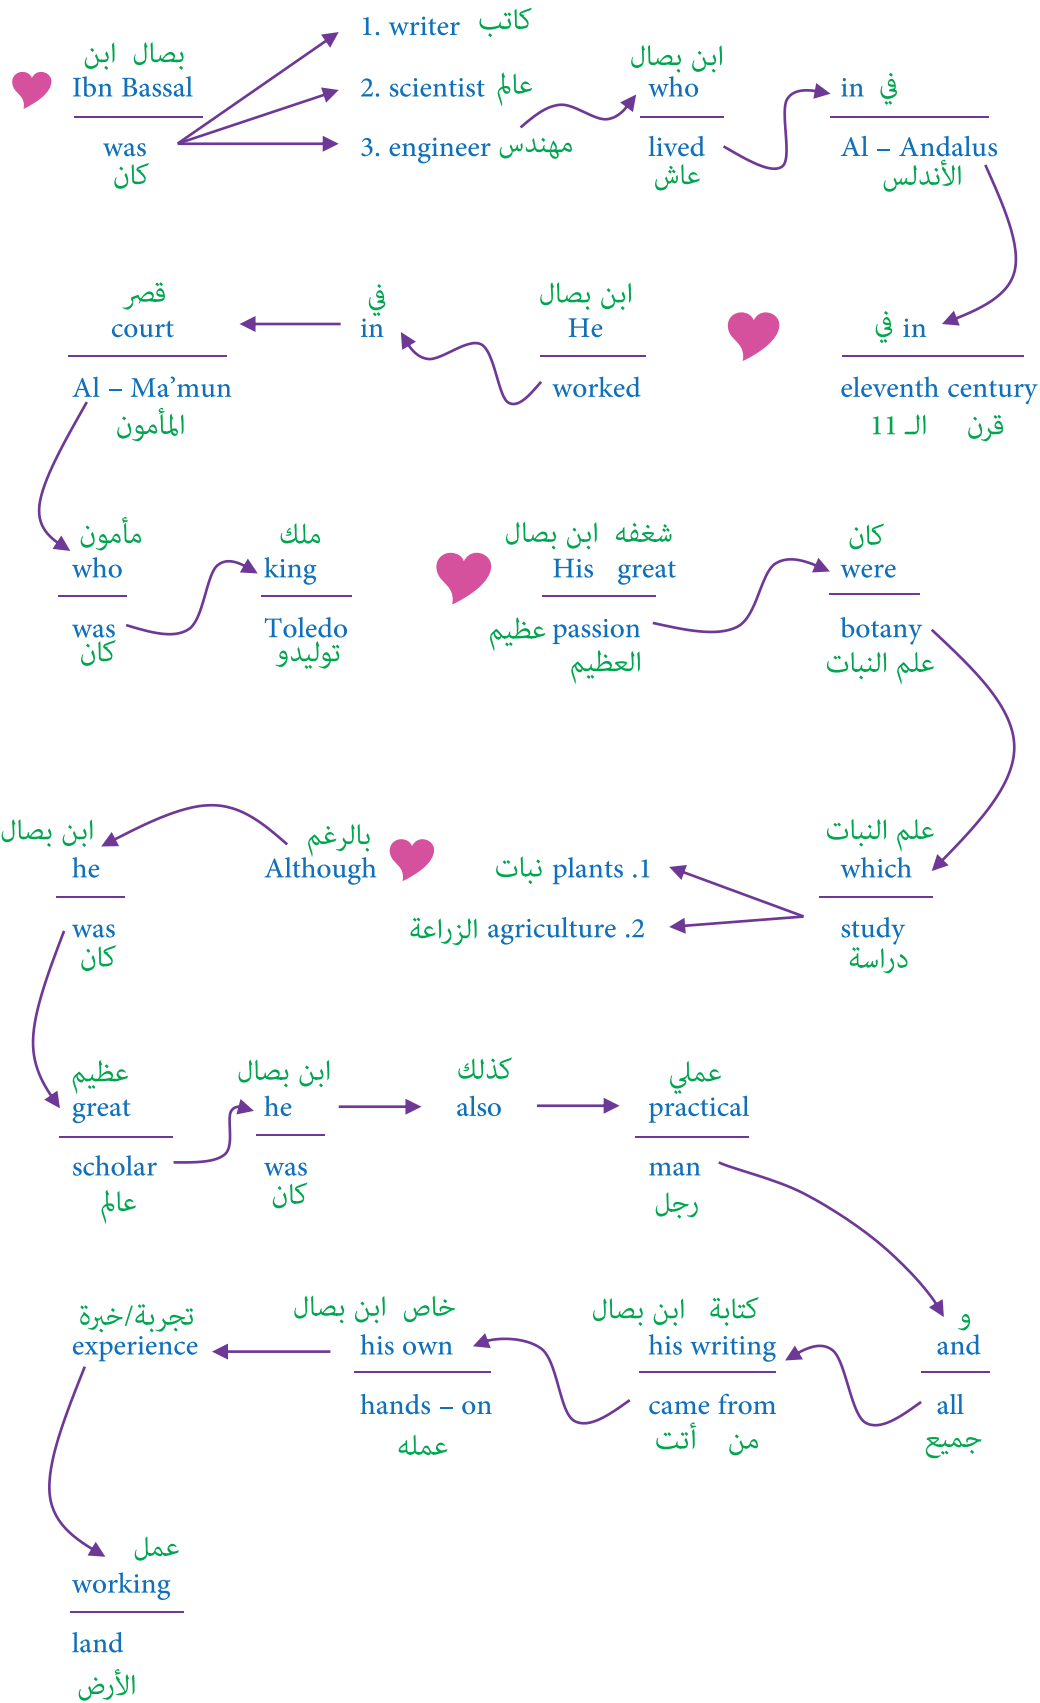 1. writer كاتب
ابن بصال
Ibn Bassal
2. scientist عالم
was
كان
3. engineer مهندس
ابن بصال
who
lived
عاش
in في
Al – Andalus
الأندلس
في in
eleventh century
قرن الـ 11
ابن بصال
He
worked
في
in
قصر
court
Al – Ma’mun
المأمون
مأمون
who
was
كان
ملك
king
Toledo
توليدو
شغفه ابن بصال
His great
عظيم passion
العظيم
كان
were
botany
علم النبات
علم النبات
which
study
دراسة
نبات plants .1
الزراعة agriculture .2
بالرغم
Although
ابن بصال
he
was
كان
عظيم
great
scholar
عالم
ابن بصال
he
was
كان
كذلك
also
عملي
practical
man
رجل
و
and
all
جميع
كتابة ابن بصال
his writing
came from
من أتت
خاص ابن بصال
his own
hands – on
عمله
تجربة/خبرة
experience
عمل
working
land
الأرض